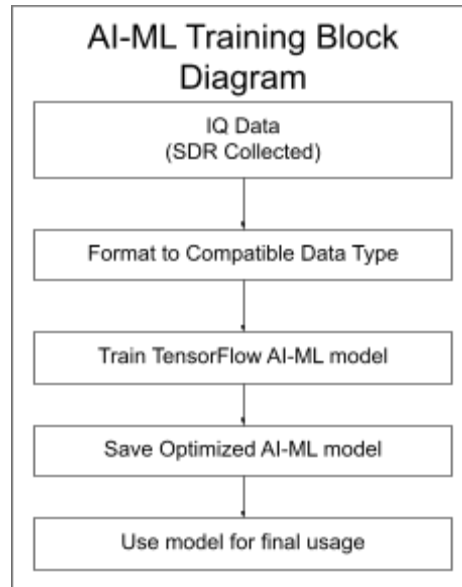 AI-ML Training Block
Diagram
IQ Data
(SDR Collected)
Format to Compatible Data Type
Train TensorFlow AI-ML model
Save Optimized AI-ML model
Use model for final usage